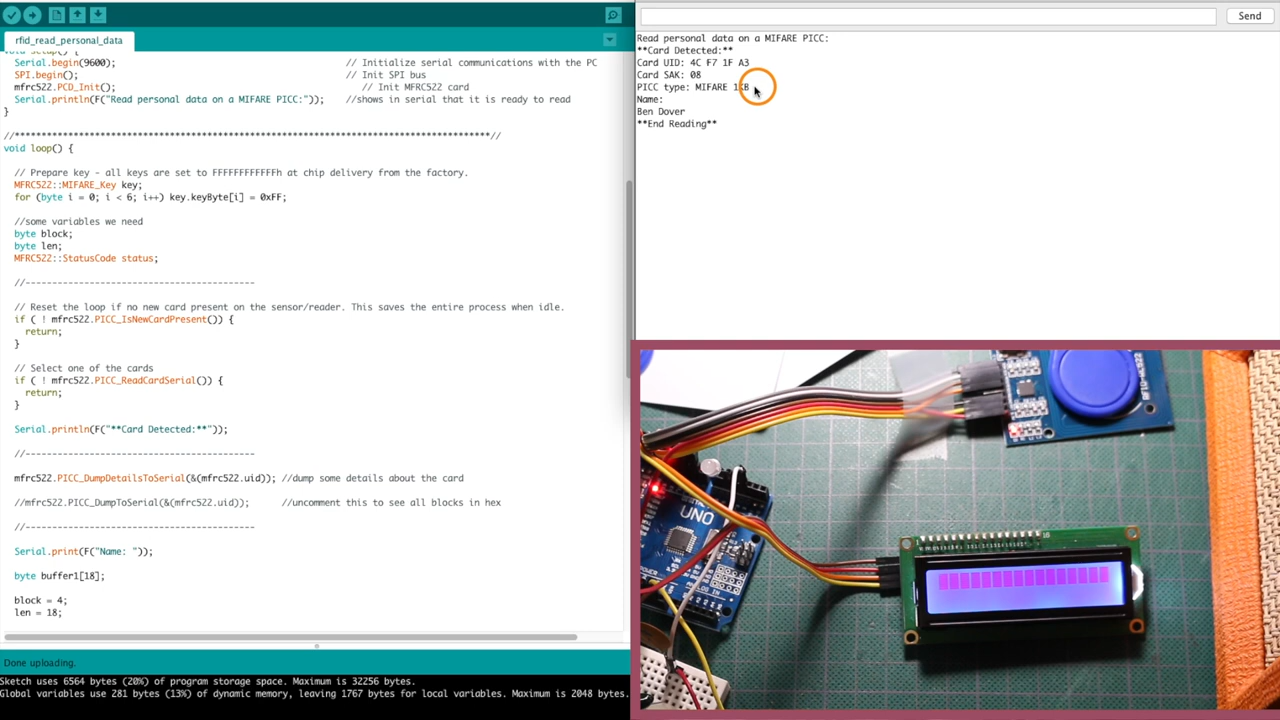 rfid_read_personal_data
void setup() {
Serial.begin(9600); // Initialize serial communications with the PC
SPI.begin(); // Init SPI bus
mfrc522.PCD_Init(); // Init MFRC522 card
Serial.println(F("Read personal data on a MIFARE PICC:")); //shows in serial that it is ready to read
}
//*****************************************************************************************//
void loop() {
// Prepare key - all keys are set to FFFFFFFFFFFFh at chip delivery from the factory.
MFRC522::MIFARE_Key key;
for (byte i = 0; i < 6; i++) key.keyByte[i] = 0xFF;
//some variables we need
byte block;
byte len;
MFRC522::StatusCode status;
//-------------------------------------------
// Reset the loop if no new card present on the sensor/reader. This saves the entire process when idle.
if ( ! mfrc522.PICC_IsNewCardPresent()) {
return;
}
// Select one of the cards
if ( ! mfrc522.PICC_ReadCardSerial()) {
return;
}
Serial.println(F("**Card Detected:**"));
//-------------------------------------------
mfrc522.PICC_DumpDetailsToSerial(&(mfrc522.uid)); //dump some details about the card
//mfrc522.PICC_DumpToSerial(&(mfrc522.uid)); //uncomment this to see all blocks in hex
//-------------------------------------------
Serial.print(F("Name: "));
byte buffer1[18];
block = 4;
len = 18;
Done uploading.
Sketch uses 6564 bytes (20%) of program storage space. Maximum is 32256 bytes.
Global variables use 281 bytes (13%) of dynamic memory, leaving 1767 bytes for local variables. Maximum is 2048 bytes.
Send
Read personal data on a MIFARE PICC:
**Card Detected:**
Card UID: 4C F7 1F A3
Card SAK: 08
PICC type: MIFARE 1KB
Name:
Ben Dover
**End Reading**
UNO
16